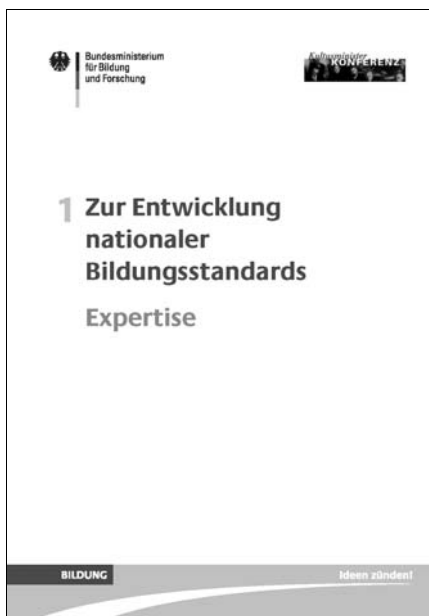 Bundesministerium
für Bildung
und Forschung
Kultusminister
KONFERENZ
1 Zur Entwicklung
nationaler
Bildungsstandards
Expertise
BILDUNG
Ideen zünden!